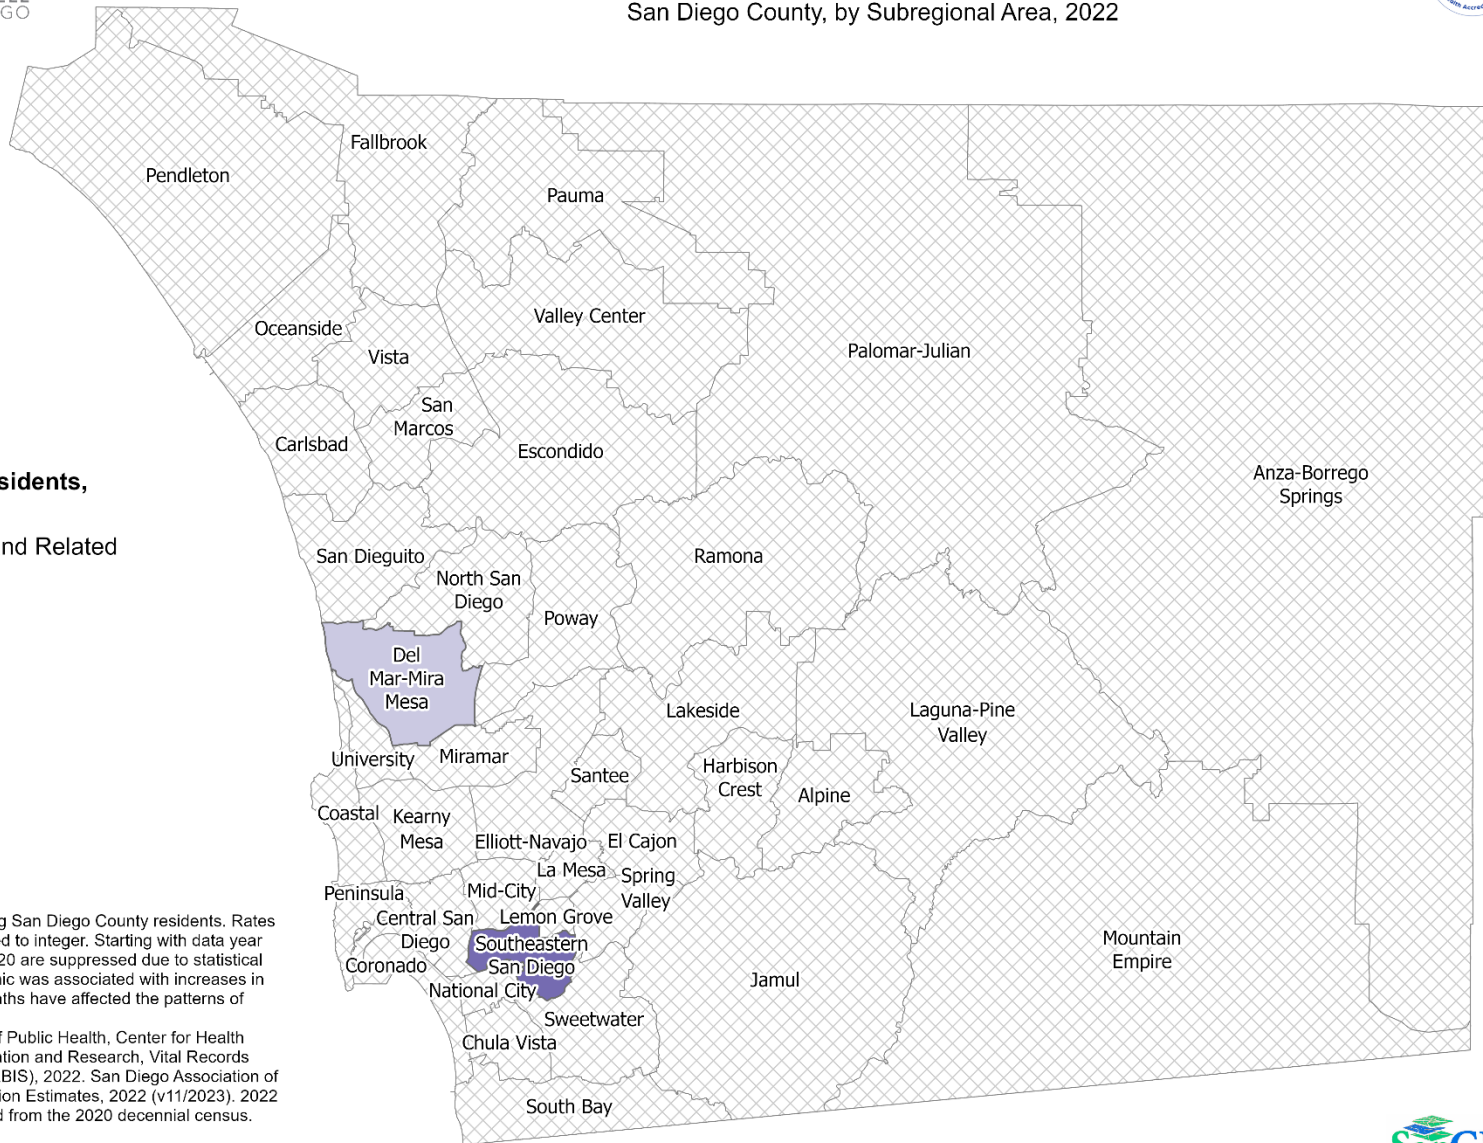 GO
San Diego County, by Subregional Area, 2022
Fallbrook
Pendleton
Pauma
Valley Center
Oceanside
Vista
Palomar-Julian
San
Marcos
Carlsbad
Escondido
Anza-Borrego
Springs
sidents,
nd Related
San Dieguito
North San
Diego
Ramona
Poway
Del
Mar-Mira
Mesa
Lakeside
Laguna-Pine
Valley
University
Miramar
Santee
Harbison
Crest
Alpine
Coastal
Kearny
Mesa
Elliott-Navajo
El Cajon
La Mesa
Spring
Valley
Peninsula
Mid-City
Central San
Diego
Lemon Grove
Southeastern
San Diego
Coronado
National City
Jamul
Mountain
Empire
Sweetwater
Chula Vista
South Bay
g San Diego County residents. Rates
ed to integer. Starting with data year
20 are suppressed due to statistical
nic was associated with increases in
aths have affected the patterns of
f Public Health, Center for Health
ation and Research, Vital Records
BIS), 2022. San Diego Association of
ion Estimates, 2022 (v11/2023). 2022
d from the 2020 decennial census.